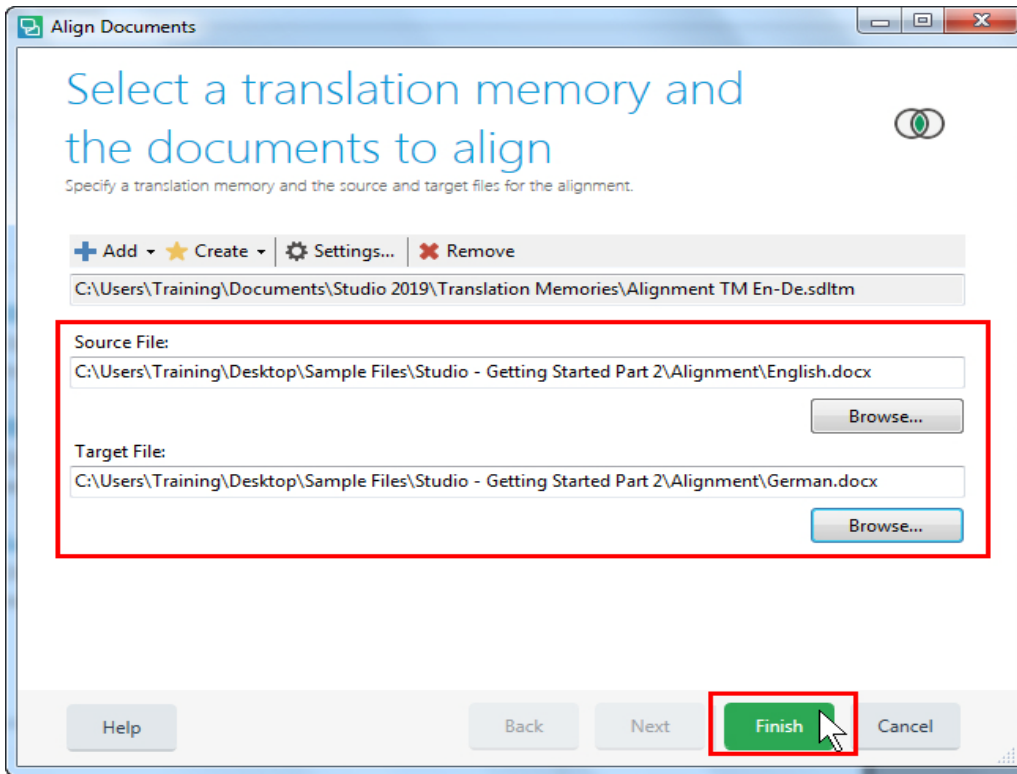 Align Documents
Select a translation memory and
the documents to align
Specify a translation memory and the source and target files for the alignment.
Add Create Settings... Remove
C:\Users\Training\Documents\Studio 2019\Translation Memories\Alignment TM En-De.sdltm
Source File:
C:\Users\Training\Desktop\Sample Files\Studio - Getting Started Part 2\Alignment\English.docx
Browse...
Target File:
C:\Users\Training\Desktop\Sample Files\Studio - Getting Started Part 2\Alignment\German.docx
Browse...
Help Back Next Finish Cancel